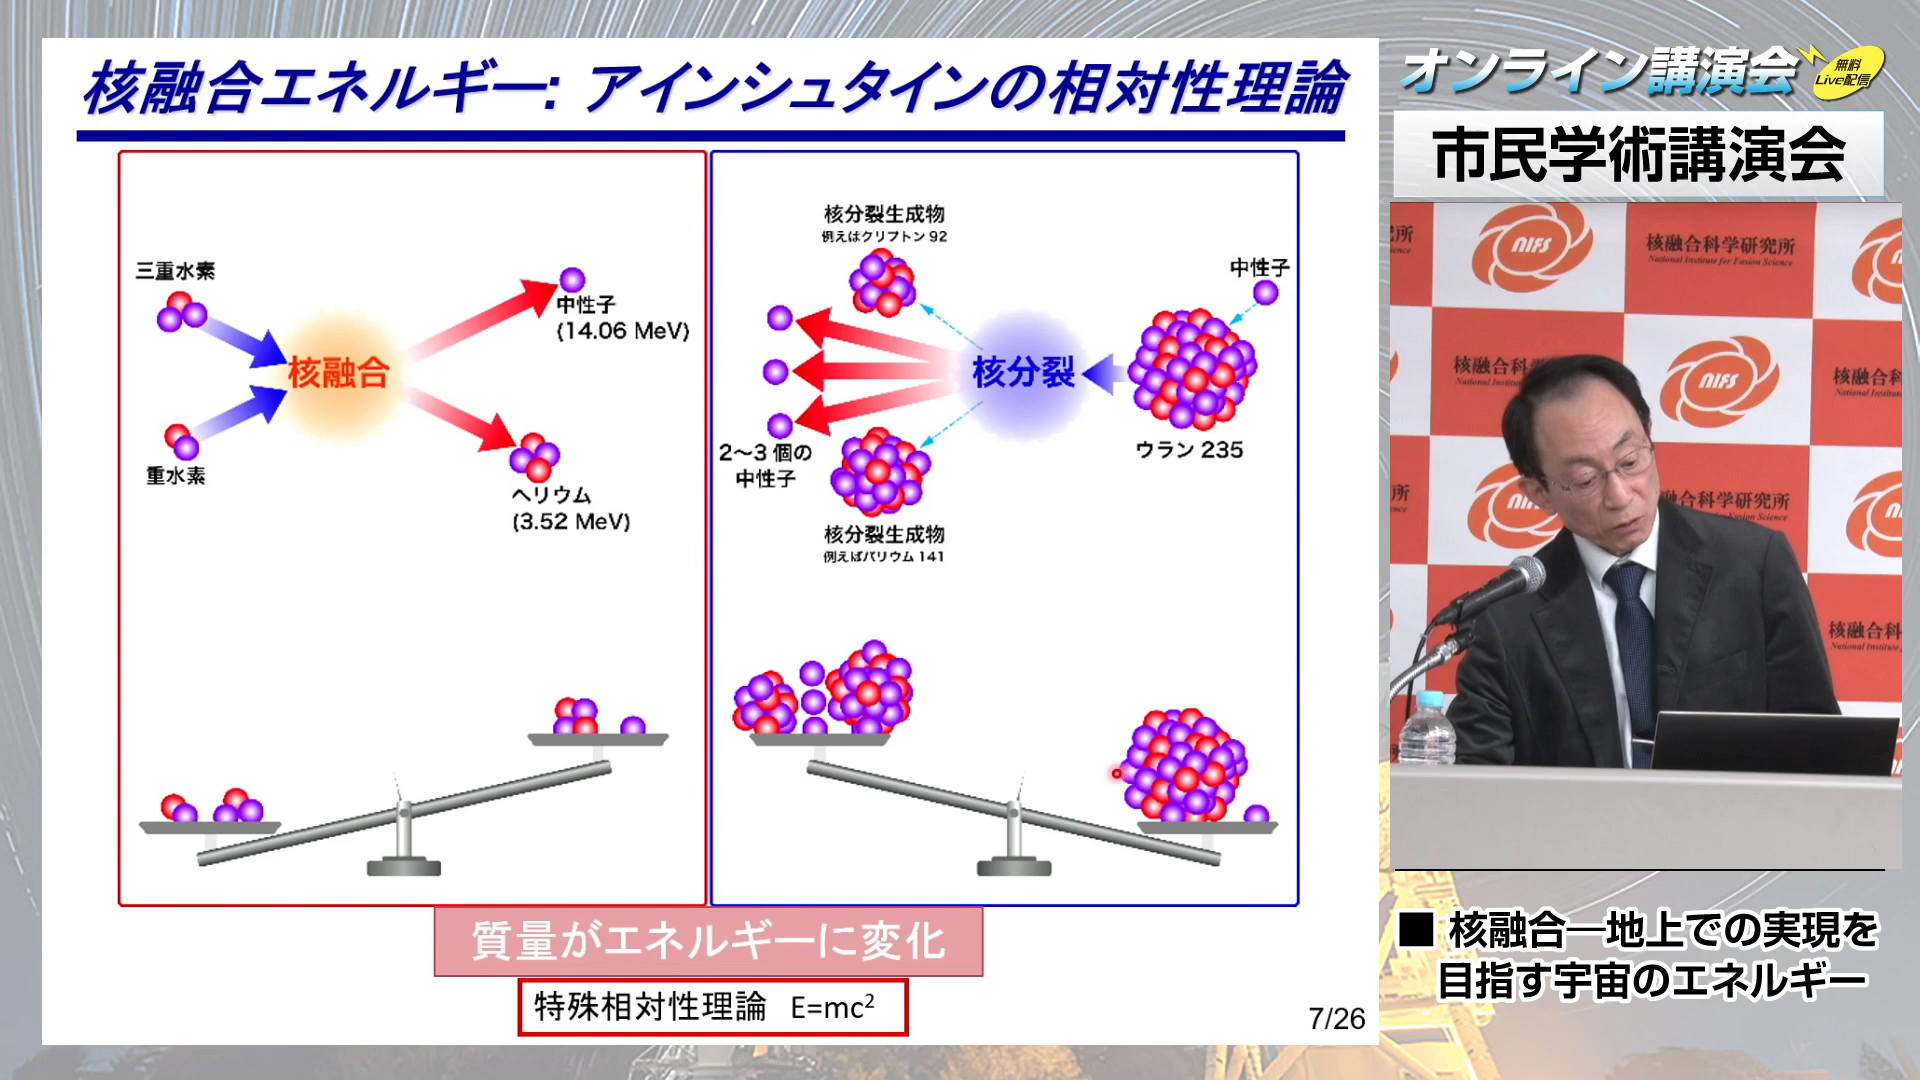 核融合エネルギー: アインシュタインの相対性理論
三重水素
重水素
核融合
中性子
(14.06 MeV)
ヘリウム
(3.52 MeV)
核分裂生成物
例えばクリプトン 92
中性子
核分裂
ウラン 235
2〜3 個の
中性子
核分裂生成物
例えばバリウム 141
質量がエネルギーに変化
特殊相対性理論 E=mc²
7/26
オンライン講演会
無料
Live配信
市民学術講演会
NIFS
核融合科学研究所
National Institute for Fusion Science
NIFS
■ 核融合―地上での実現を
目指す宇宙のエネルギー